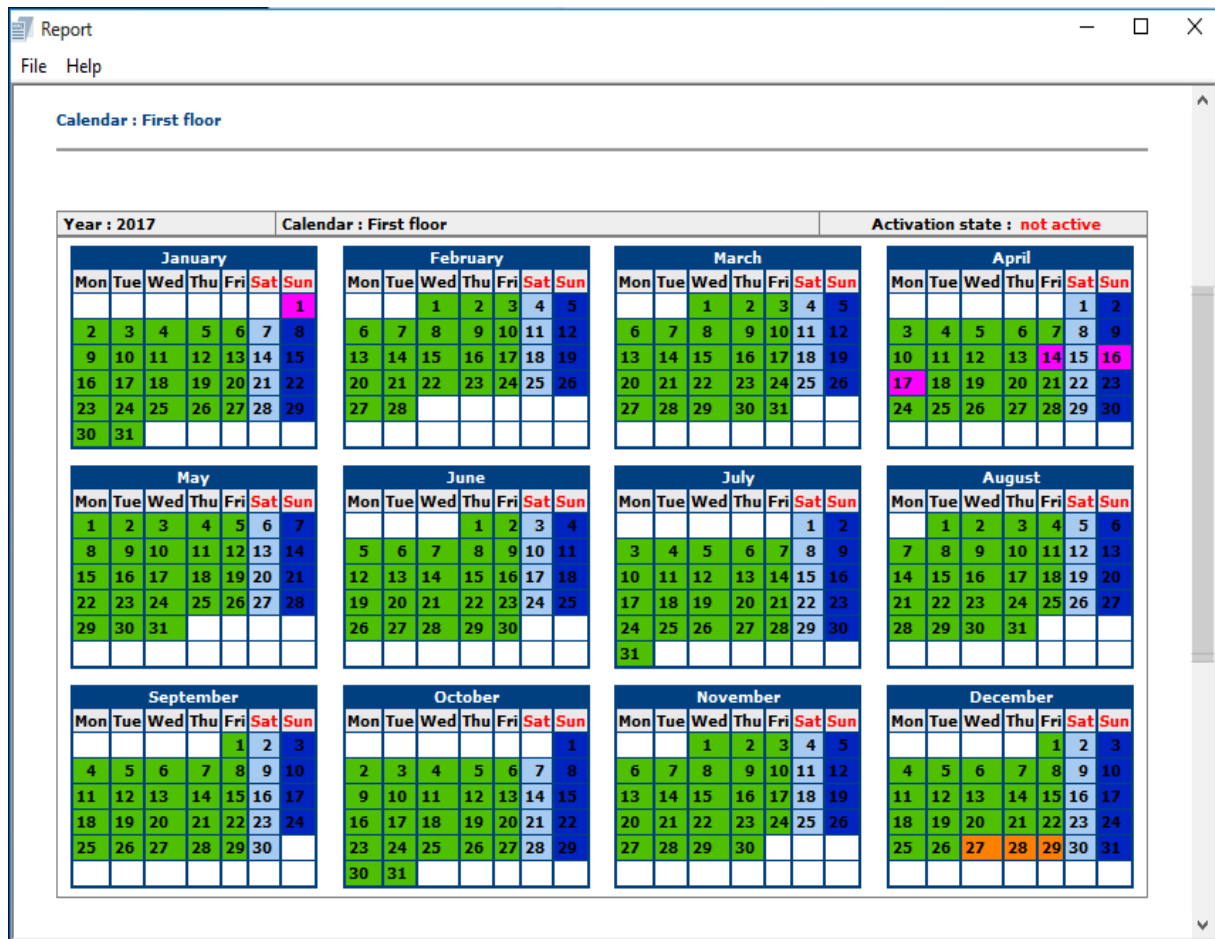 Report
File Help
Calendar : First floor
Year : 2017 Calendar : First floor Activation state : not active
January February March April
Mon Tue Wed Thu Fri Sat Sun Mon Tue Wed Thu Fri Sat Sun Mon Tue Wed Thu Fri Sat Sun Mon Tue Wed Thu Fri Sat Sun
1 1 2 3 4 5 1 2 3 4 5 1 2
2 3 4 5 6 7 8 6 7 8 9 10 11 12 6 7 8 9 10 11 12 3 4 5 6 7 8 9
9 10 11 12 13 14 15 13 14 15 16 17 18 19 13 14 15 16 17 18 19 10 11 12 13 14 15 16
16 17 18 19 20 21 22 20 21 22 23 24 25 26 20 21 22 23 24 25 26 17 18 19 20 21 22 23
23 24 25 26 27 28 29 27 28 27 28 29 30 31 24 25 26 27 28 29 30
30 31
May June July August
Mon Tue Wed Thu Fri Sat Sun Mon Tue Wed Thu Fri Sat Sun Mon Tue Wed Thu Fri Sat Sun Mon Tue Wed Thu Fri Sat Sun
1 2 3 4 5 6 7 1 2 3 4 1 2 1 2 3 4 5 6
8 9 10 11 12 13 14 5 6 7 8 9 10 11 3 4 5 6 7 8 9 7 8 9 10 11 12 13
15 16 17 18 19 20 21 12 13 14 15 16 17 18 10 11 12 13 14 15 16 14 15 16 17 18 19 20
22 23 24 25 26 27 28 19 20 21 22 23 24 25 17 18 19 20 21 22 23 21 22 23 24 25 26 27
29 30 31 26 27 28 29 30 24 25 26 27 28 29 30 28 29 30 31
31
September October November December
Mon Tue Wed Thu Fri Sat Sun Mon Tue Wed Thu Fri Sat Sun Mon Tue Wed Thu Fri Sat Sun Mon Tue Wed Thu Fri Sat Sun
1 2 3 1 1 2 3 4 5 1 2 3
4 5 6 7 8 9 10 2 3 4 5 6 7 8 6 7 8 9 10 11 12 4 5 6 7 8 9 10
11 12 13 14 15 16 17 9 10 11 12 13 14 15 13 14 15 16 17 18 19 11 12 13 14 15 16 17
18 19 20 21 22 23 24 16 17 18 19 20 21 22 20 21 22 23 24 25 26 18 19 20 21 22 23 24
25 26 27 28 29 30 23 24 25 26 27 28 29 27 28 29 30 25 26 27 28 29 30 31
30 31